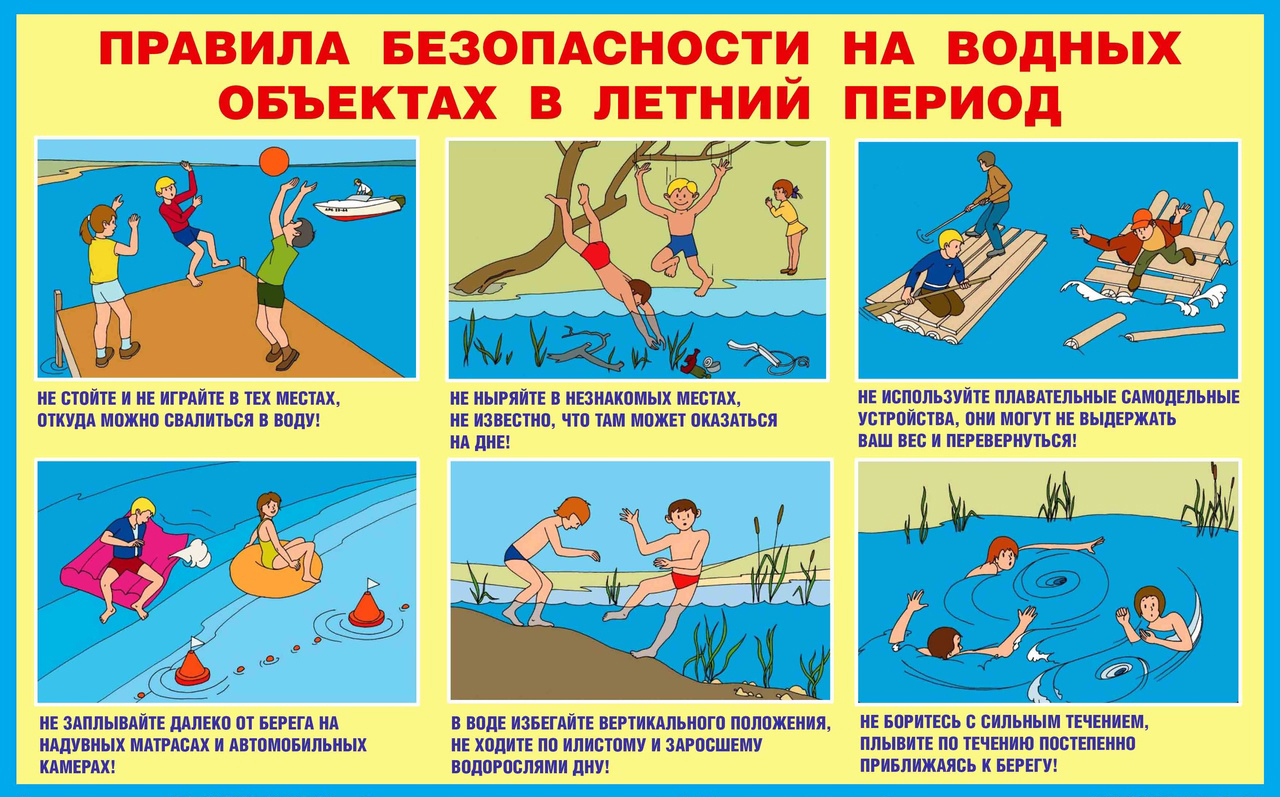 ПРАВИЛА БЕЗОПАСНОСТИ НА ВОДНЫХ
ОБЪЕКТАХ В ЛЕТНИЙ ПЕРИОД
НЕ СТОЙТЕ И НЕ ИГРАЙТЕ В ТЕХ МЕСТАХ,
ОТКУДА МОЖНО СВАЛИТЬСЯ В ВОДУ!
НЕ НЫРЯЙТЕ В НЕЗНАКОМЫХ МЕСТАХ,
НЕ ИЗВЕСТНО, ЧТО ТАМ МОЖЕТ ОКАЗАТЬСЯ
НА ДНЕ!
НЕ ИСПОЛЬЗУЙТЕ ПЛАВАТЕЛЬНЫЕ САМОДЕЛЬНЫЕ
УСТРОЙСТВА, ОНИ МОГУТ НЕ ВЫДЕРЖАТЬ
ВАШ ВЕС И ПЕРЕВЕРНУТЬСЯ!
НЕ ЗАПЛЫВАЙТЕ ДАЛЕКО ОТ БЕРЕГА НА
НАДУВНЫХ МАТРАСАХ И АВТОМОБИЛЬНЫХ
КАМЕРАХ!
В ВОДЕ ИЗБЕГАЙТЕ ВЕРТИКАЛЬНОГО ПОЛОЖЕНИЯ,
НЕ ХОДИТЕ ПО ИЛИСТОМУ И ЗАРОСШЕМУ
ВОДОРОСЛЯМИ ДНУ!
НЕ БОРИТЕСЬ С СИЛЬНЫМ ТЕЧЕНИЕМ,
ПЛЫВИТЕ ПО ТЕЧЕНИЮ ПОСТЕПЕННО
ПРИБЛИЖАЯСЬ К БЕРЕГУ!